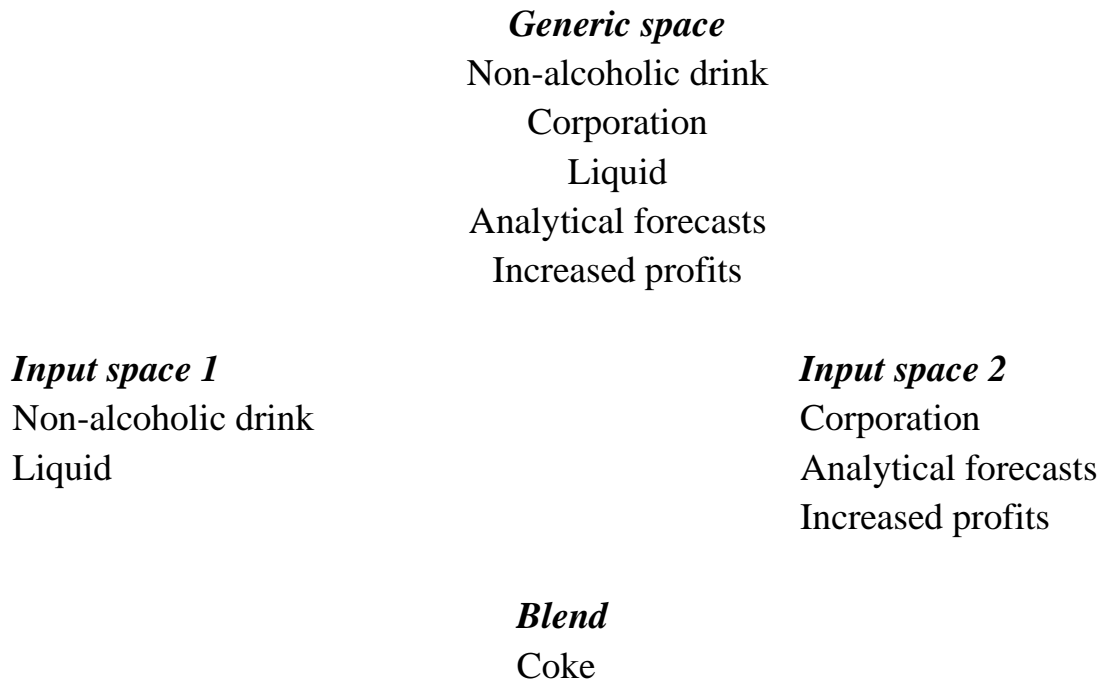 Generic space
Non-alcoholic drink
Corporation
Liquid
Analytical forecasts
Increased profits
Input space 1
Non-alcoholic drink
Liquid
Input space 2
Corporation
Analytical forecasts
Increased profits
Blend
Coke